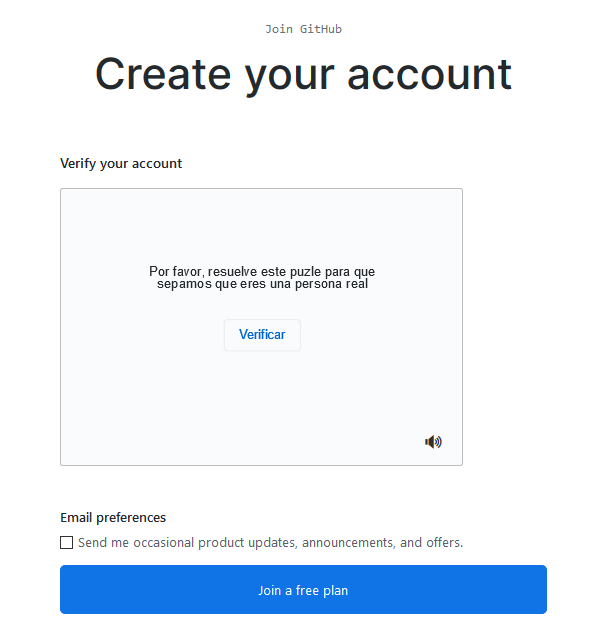 Join GitHub
Create your account
Verify your account
Por favor, resuelve este puzle para que
sepamos que eres una persona real
Verificar
Email preferences
Send me occasional product updates, announcements, and offers.
Join a free plan